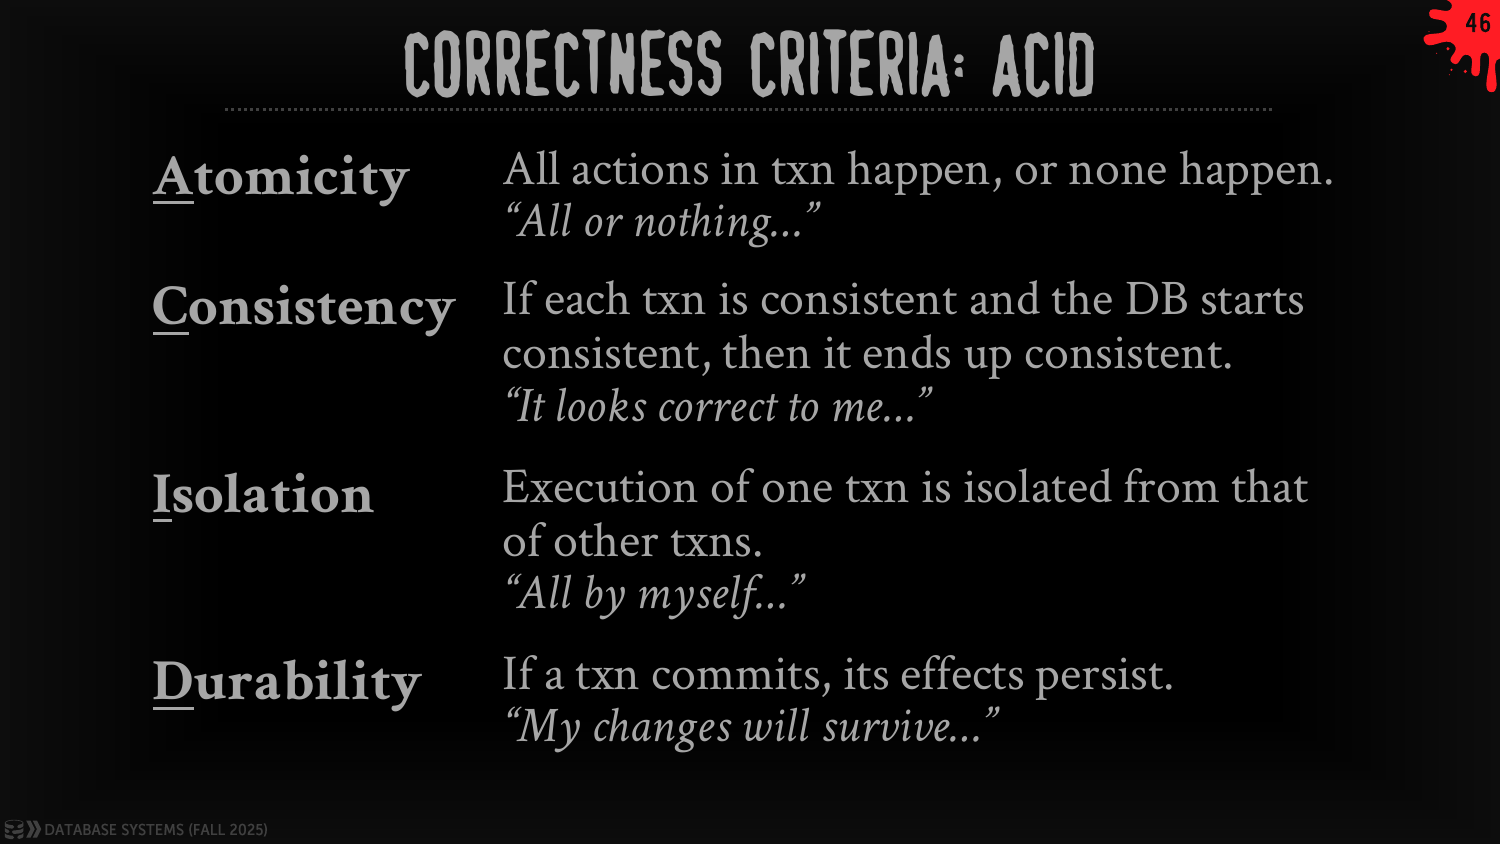 46
CORRECTNESS CRITERIA: ACID
Atomicity
All actions in txn happen, or none happen.
“All or nothing…”
Consistency
If each txn is consistent and the DB starts
consistent, then it ends up consistent.
“It looks correct to me…”
Isolation
Execution of one txn is isolated from that
of other txns.
“All by myself…”
Durability
If a txn commits, its effects persist.
“My changes will survive…”
DATABASE SYSTEMS (FALL 2025)